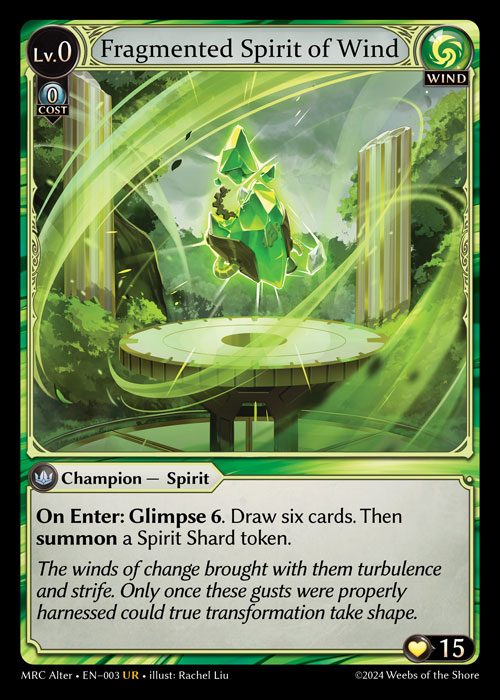 Lv.0
Fragmented Spirit of Wind
WIND
0
COST
Champion — Spirit
On Enter: Glimpse 6. Draw six cards. Then
summon a Spirit Shard token.
The winds of change brought with them turbulence
and strife. Only once these gusts were properly
harnessed could true transformation take shape.
15
MRC Alter • EN–003 UR • illust: Rachel Liu
©2024 Weebs of the Shore